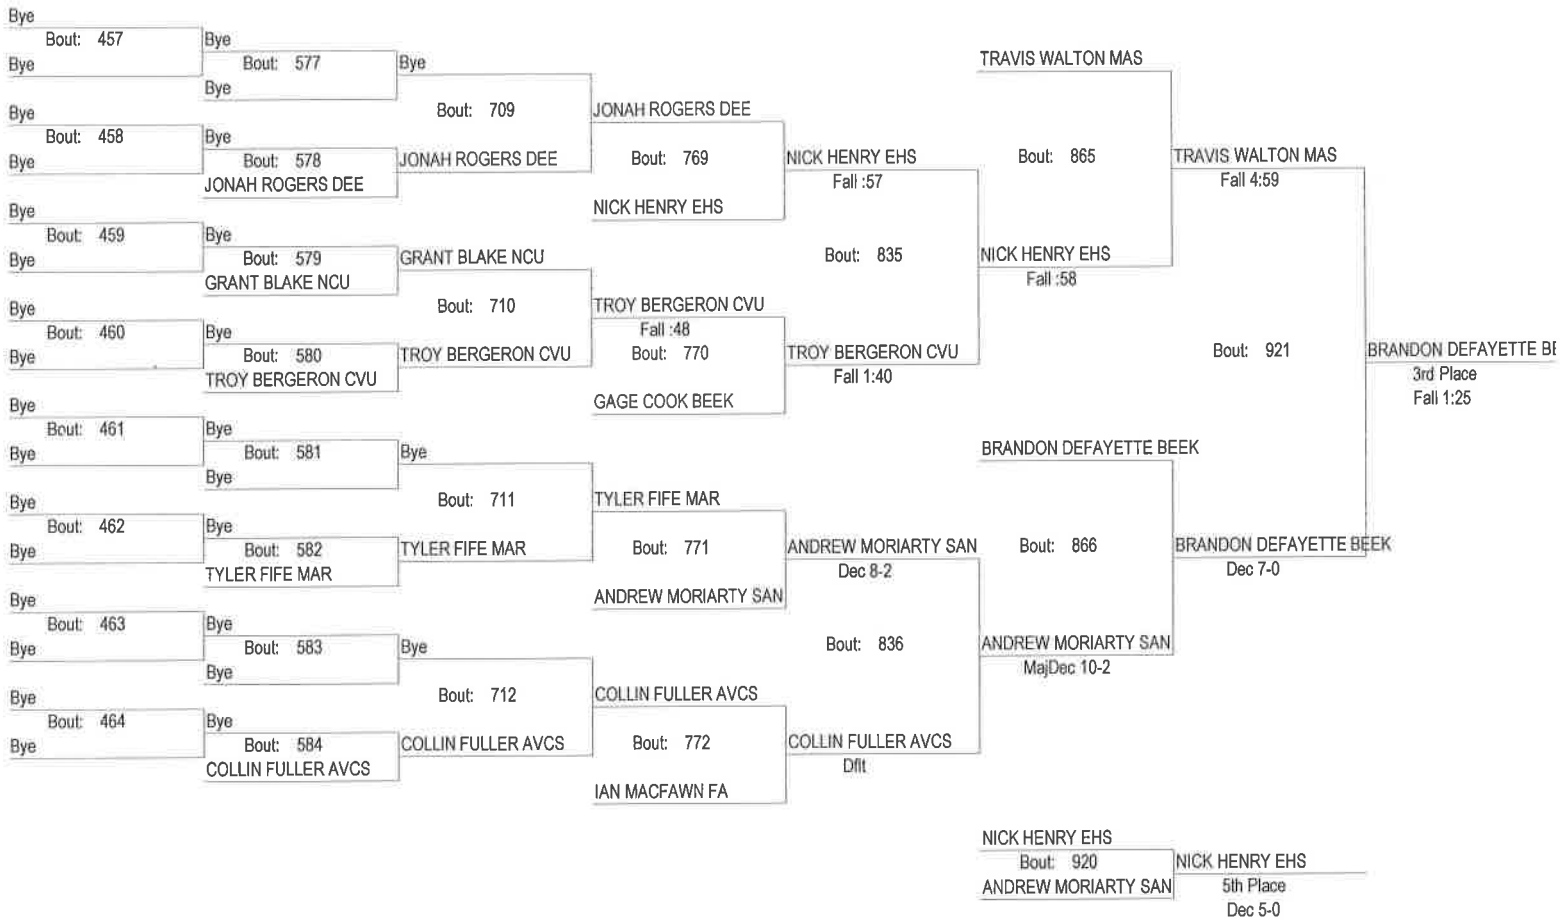 Bye
Bout: 457
Bye
Bye
Bout: 458
Bye
Bye
Bout: 459
Bye
Bye
Bout: 460
Bye
Bye
Bout: 461
Bye
Bye
Bout: 462
Bye
Bye
Bout: 463
Bye
Bye
Bout: 464
Bye
Bye
Bout: 577
Bye
Bye
Bout: 578
JONAH ROGERS DEE
Bye
Bout: 579
GRANT BLAKE NCU
Bye
Bout: 580
TROY BERGERON CVU
Bye
Bout: 581
Bye
Bye
Bout: 582
TYLER FIFE MAR
Bye
Bout: 583
Bye
Bye
Bout: 584
COLLIN FULLER AVCS
Bye
Bout: 709
JONAH ROGERS DEE
GRANT BLAKE NCU
Bout: 710
TROY BERGERON CVU
Bye
Bout: 711
TYLER FIFE MAR
Bye
Bout: 712
COLLIN FULLER AVCS
JONAH ROGERS DEE
Bout: 769
NICK HENRY EHS
TROY BERGERON CVU
Fall :48
Bout: 770
GAGE COOK BEEK
TYLER FIFE MAR
Bout: 771
ANDREW MORIARTY SAN
COLLIN FULLER AVCS
Bout: 772
IAN MACFAWN FA
NICK HENRY EHS
Fall :57
Bout: 835
TROY BERGERON CVU
Fall 1:40
ANDREW MORIARTY SAN
Dec 8-2
Bout: 836
COLLIN FULLER AVCS
Dflt
TRAVIS WALTON MAS
Bout: 865
NICK HENRY EHS
Fall :58
BRANDON DEFAYETTE BEEK
Bout: 866
ANDREW MORIARTY SAN
MajDec 10-2
TRAVIS WALTON MAS
Fall 4:59
Bout: 921
BRANDON DEFAYETTE BEEK
Dec 7-0
BRANDON DEFAYETTE BE
3rd Place
Fall 1:25
NICK HENRY EHS
Bout: 920
ANDREW MORIARTY SAN
NICK HENRY EHS
5th Place
Dec 5-0